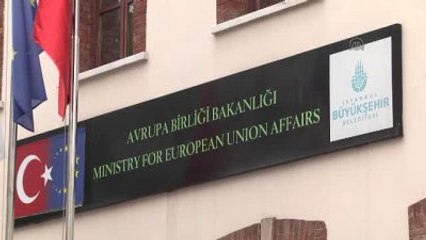 AVRUPA BİRLİĞİ BAKANLIĞI
MINISTRY FOR EUROPEAN UNION AFFAIRS
İSTANBUL
BÜYÜKŞEHİR
BELEDİYESİ